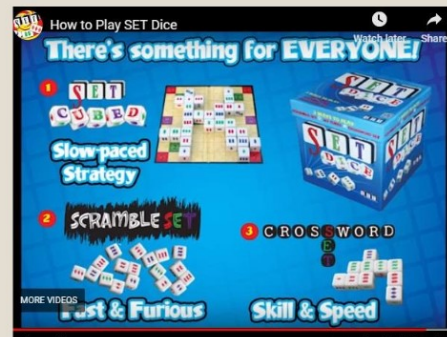 How to Play SET Dice
Watch later
Share
There's something for EVERYONE!
1
SET
CUBED
SET
DICE
Slow-paced
Strategy
2
SCRAMBLE SET
3
CROSSWORD
SET
MORE VIDEOS
Fast & Furious
Skill & Speed